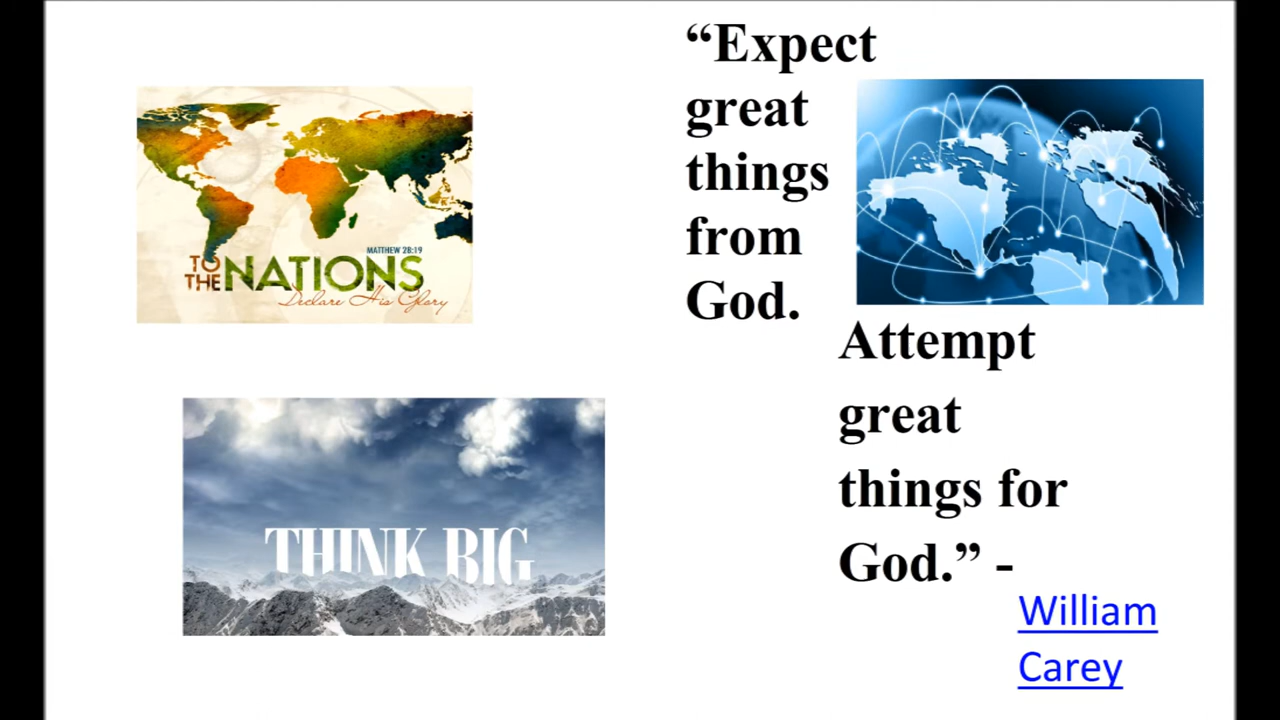 MATTHEW 28:19
TO
THE NATIONS
Declare His Glory
THINK BIG
“Expect
great
things
from
God.
Attempt
great
things for
God.” -
William
Carey